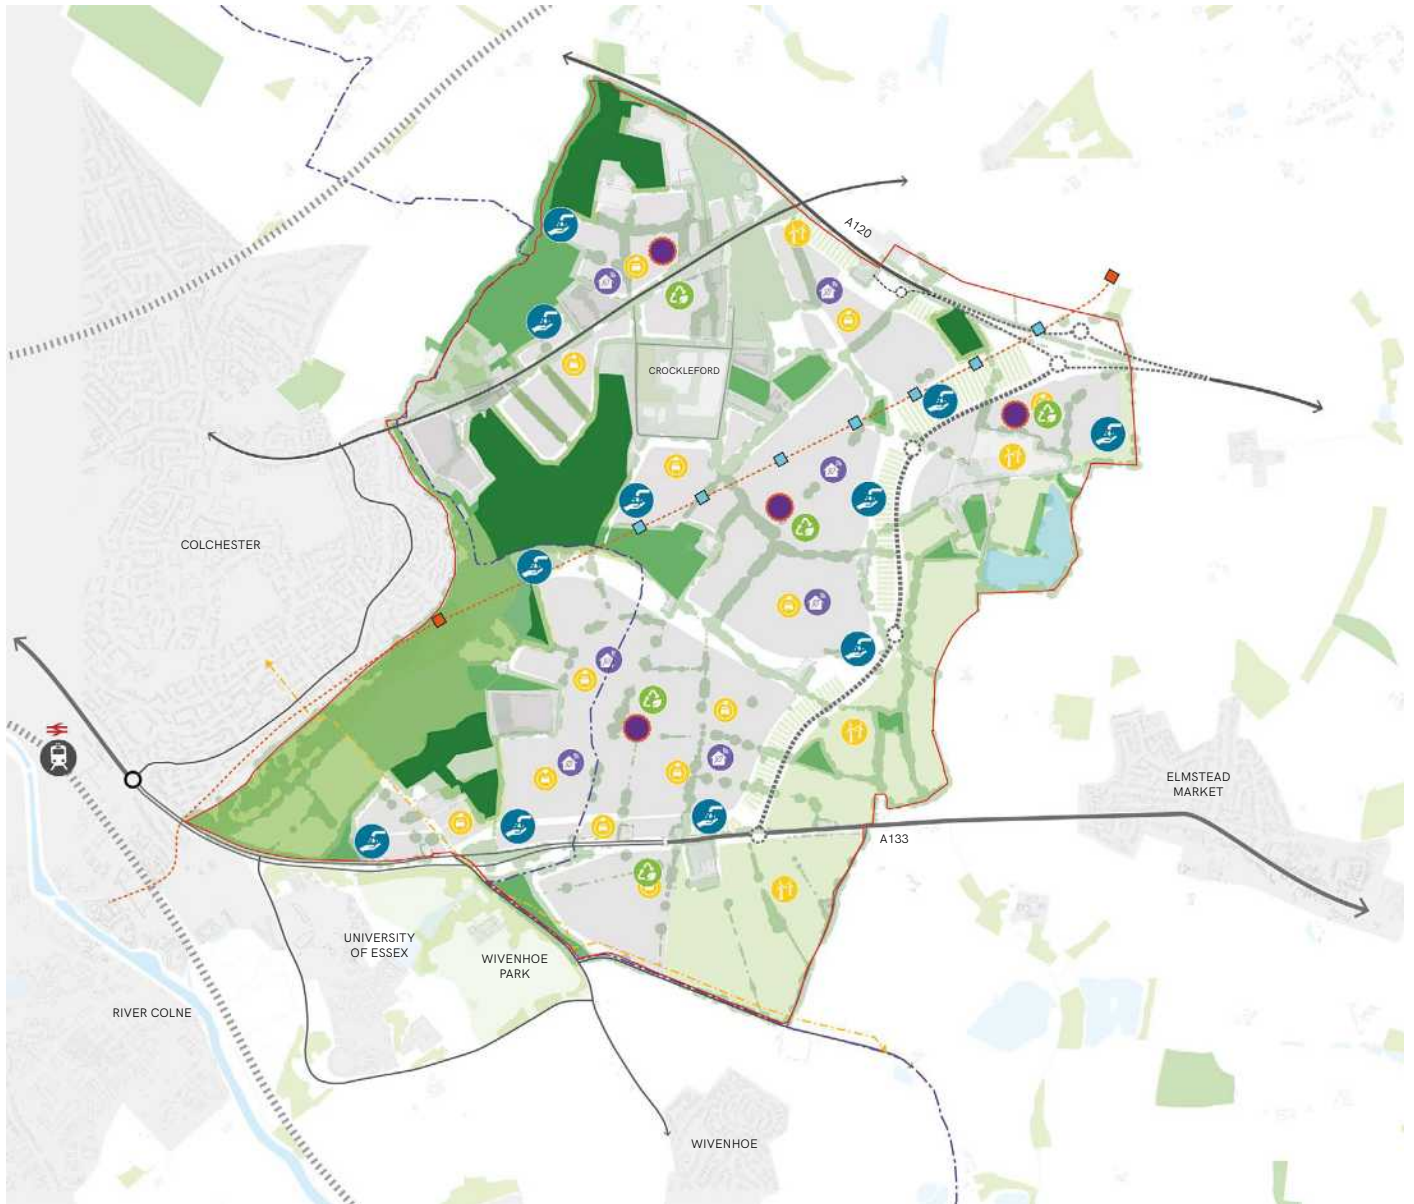 A120
CROCKLEFORD
COLCHESTER
ELMSTEAD
MARKET
A133
UNIVERSITY
OF ESSEX
WIVENHOE
PARK
RIVER COLNE
WIVENHOE